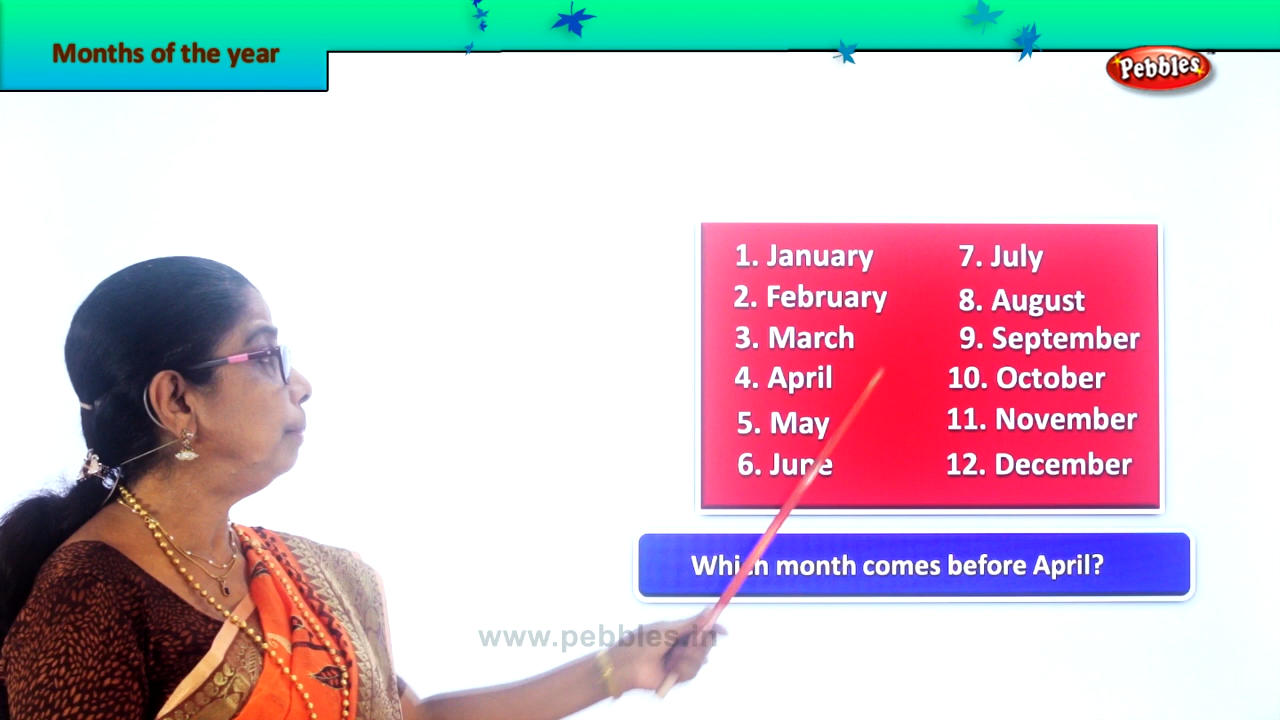 Months of the year
Pebbles
1. January
2. February
3. March
4. April
5. May
6. June
7. July
8. August
9. September
10. October
11. November
12. December
Which month comes before April?
www.pebbles.in